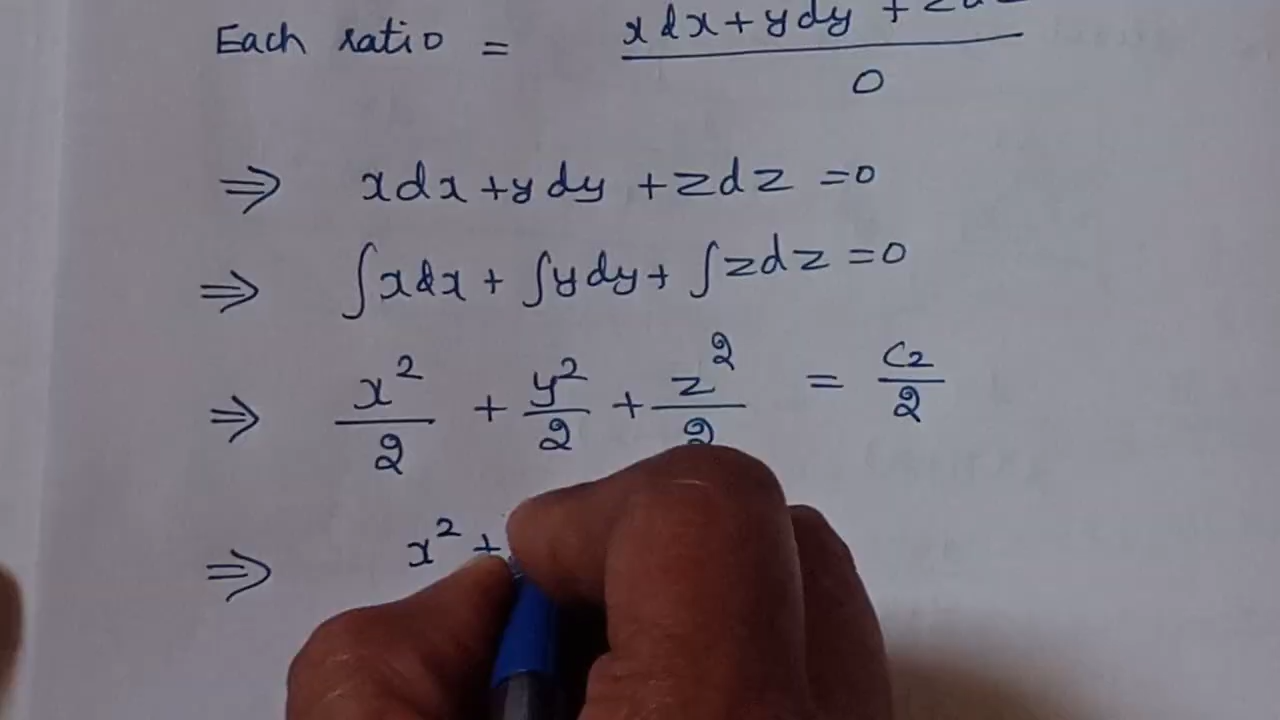 Each ratio = xdx + ydy + zd
0
⇒ xdx + ydy + zdz = 0
⇒ ∫xdx + ∫ydy + ∫zdz = 0
⇒ x²/2 + y²/2 + z²/2 = C₂/2
⇒ x² +